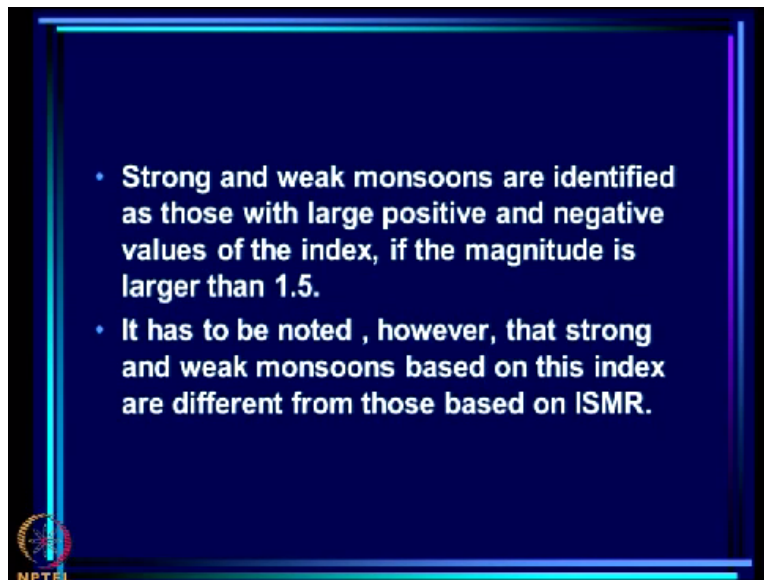 • Strong and weak monsoons are identified
as those with large positive and negative
values of the index, if the magnitude is
larger than 1.5.
• It has to be noted , however, that strong
and weak monsoons based on this index
are different from those based on ISMR.
NPTEL